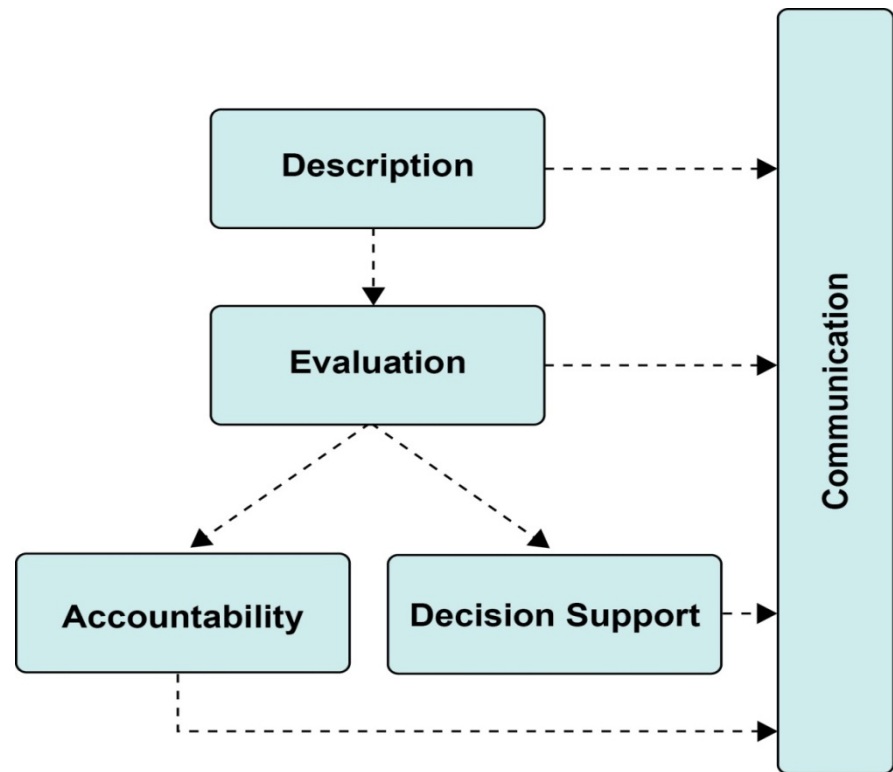 Description
Evaluation
Communication
Accountability
Decision Support